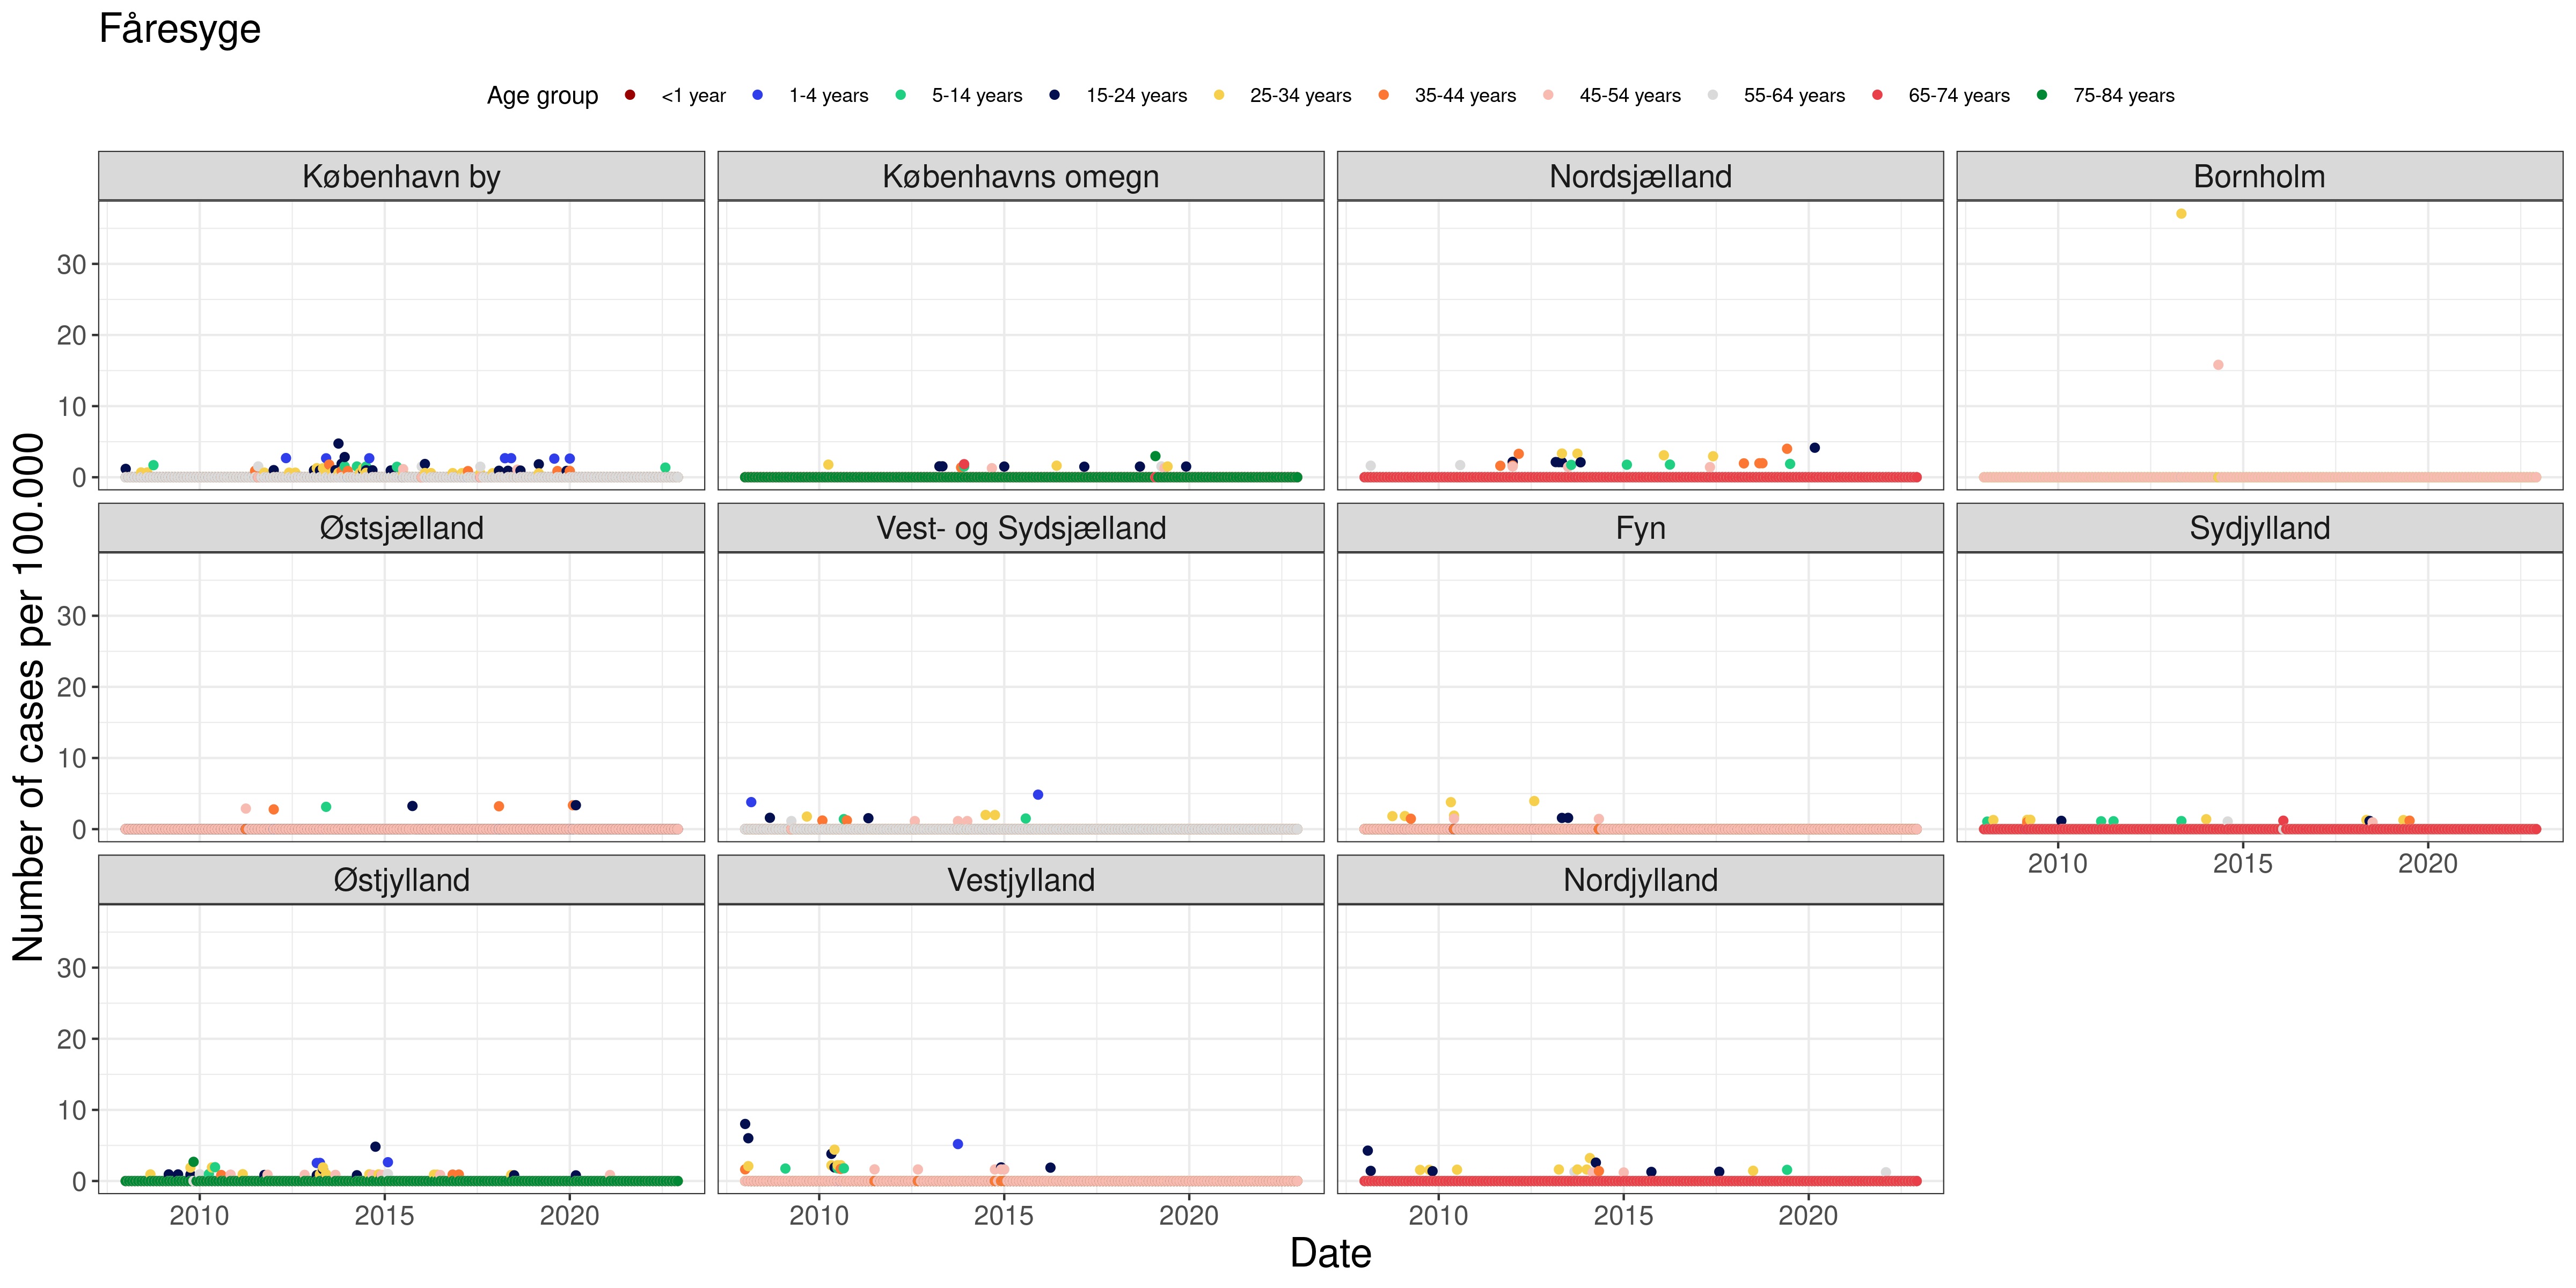 Fåresyge
Age group <1 year 1-4 years 5-14 years 15-24 years 25-34 years 35-44 years 45-54 years 55-64 years 65-74 years 75-84 years
København by Københavns omegn Nordsjælland Bornholm
30
20
10
0
Østsjælland Vest- og Sydsjælland Fyn Sydjylland
30
20
10
0
2010 2015 2020
Østjylland Vestjylland Nordjylland
30
20
10
0
2010 2015 2020 2010 2015 2020 2010 2015 2020
Number of cases per 100.000
Date